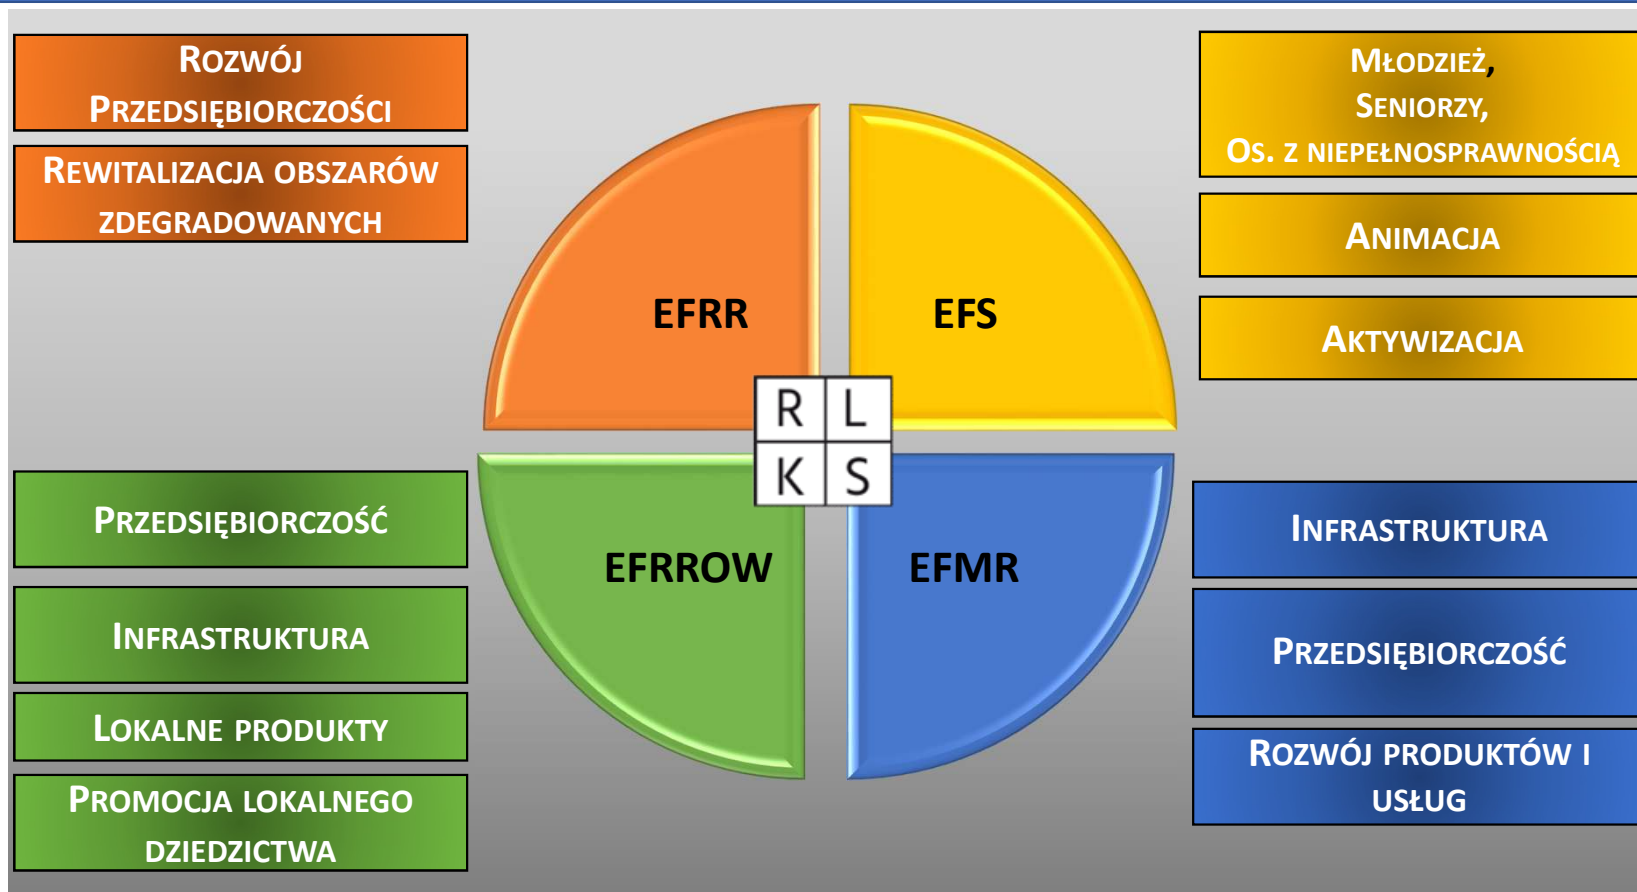 Rozwój
Przedsiębiorczości
Rewitalizacja obszarów
zdegradowanych
Młodzież,
Seniorzy,
Os. z niepełnosprawnością
Animacja
Aktywizacja
EFRR
EFS
R L
K S
EFRROW
EFMR
Przedsiębiorczość
Infrastruktura
Lokalne produkty
Promocja lokalnego
dziedzictwa
Infrastruktura
Przedsiębiorczość
Rozwój produktów i
usług